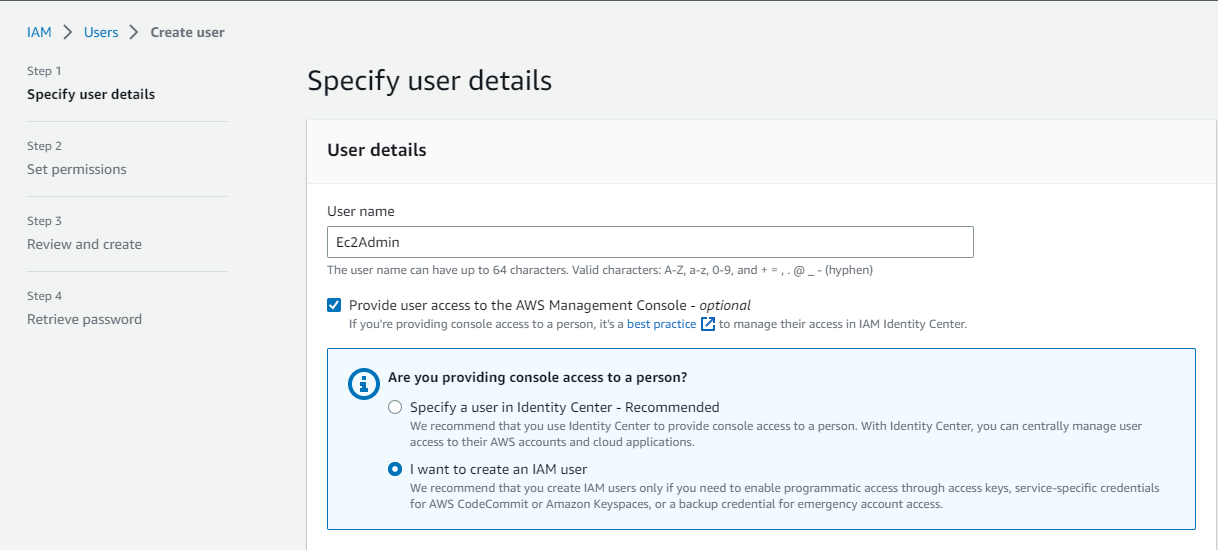 IAM > Users > Create user
Step 1
Specify user details
Step 2
Set permissions
Step 3
Review and create
Step 4
Retrieve password
Specify user details
User details
User name
Ec2Admin
The user name can have up to 64 characters. Valid characters: A-Z, a-z, 0-9, and + = , . @ _ - (hyphen)
Provide user access to the AWS Management Console - optional
If you're providing console access to a person, it's a best practice to manage their access in IAM Identity Center.
Are you providing console access to a person?
Specify a user in Identity Center - Recommended
We recommend that you use Identity Center to provide console access to a person. With Identity Center, you can centrally manage user
access to their AWS accounts and cloud applications.
I want to create an IAM user
We recommend that you create IAM users only if you need to enable programmatic access through access keys, service-specific credentials
for AWS CodeCommit or Amazon Keyspaces, or a backup credential for emergency account access.